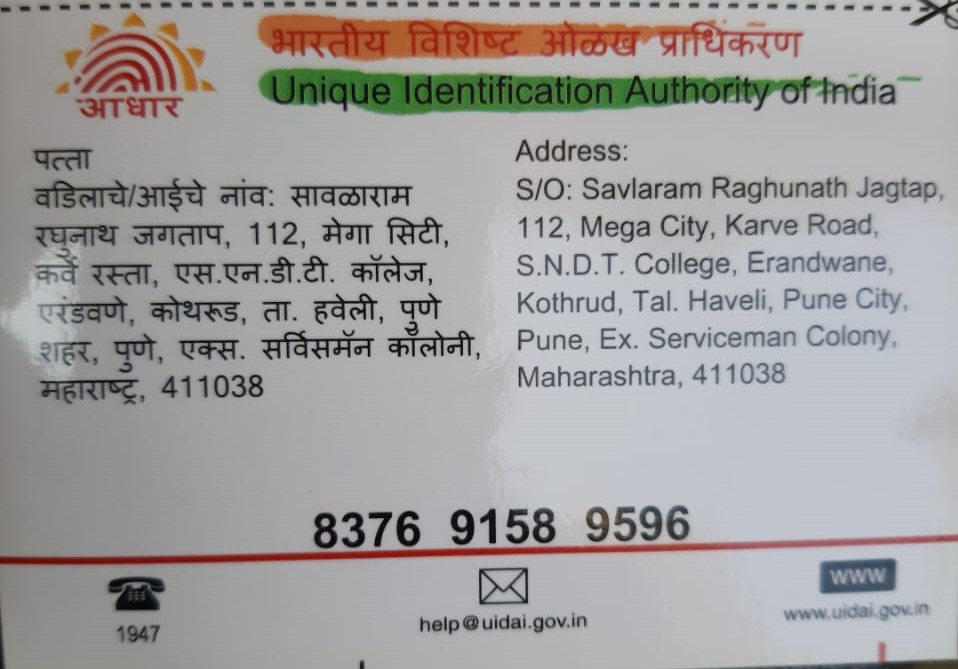 भारतीय विशिष्ट ओळख प्राधिकरण
Unique Identification Authority of India
आधार
पत्ता
वडिलाचे/आईचे नांव: सावळाराम
रघुनाथ जगताप, 112, मेगा सिटी,
कर्वे रस्ता, एस.एन.डी.टी. कॉलेज,
एरंडवणे, कोथरूड, ता. हवेली, पुणे
शहर, पुणे, एक्स. सर्विसमॅन कॉलोनी,
महाराष्ट्र, 411038
Address:
S/O: Savlaram Raghunath Jagtap,
112, Mega City, Karve Road,
S.N.D.T. College, Erandwane,
Kothrud, Tal. Haveli, Pune City,
Pune, Ex. Serviceman Colony,
Maharashtra, 411038
8376 9158 9596
1947
help@uidai.gov.in
www
www.uidai.gov.in